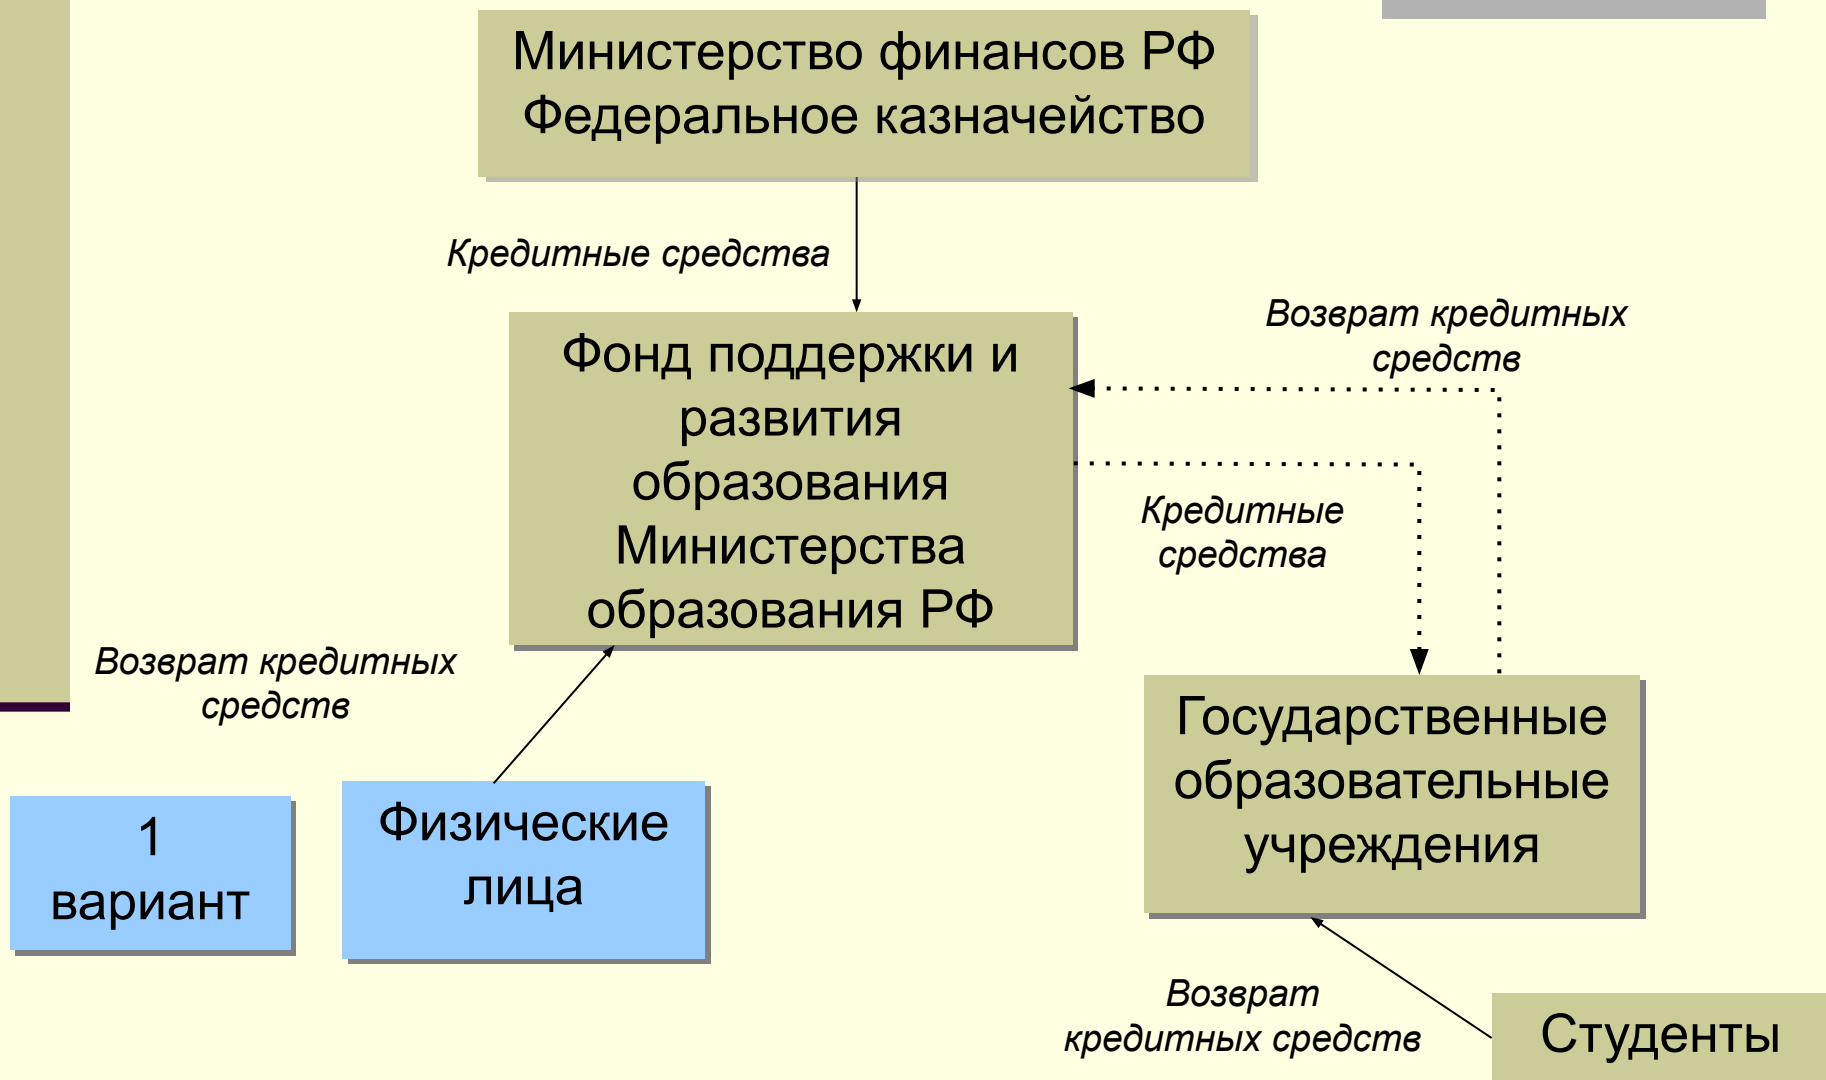 Министерство финансов РФ
Федеральное казначейство
Кредитные средства
Возврат кредитных
средств
Фонд поддержки и
развития
образования
Министерства
образования РФ
Кредитные
средства
Возврат кредитных
средств
Государственные
образовательные
учреждения
1
вариант
Физические
лица
Возврат
кредитных средств
Студенты